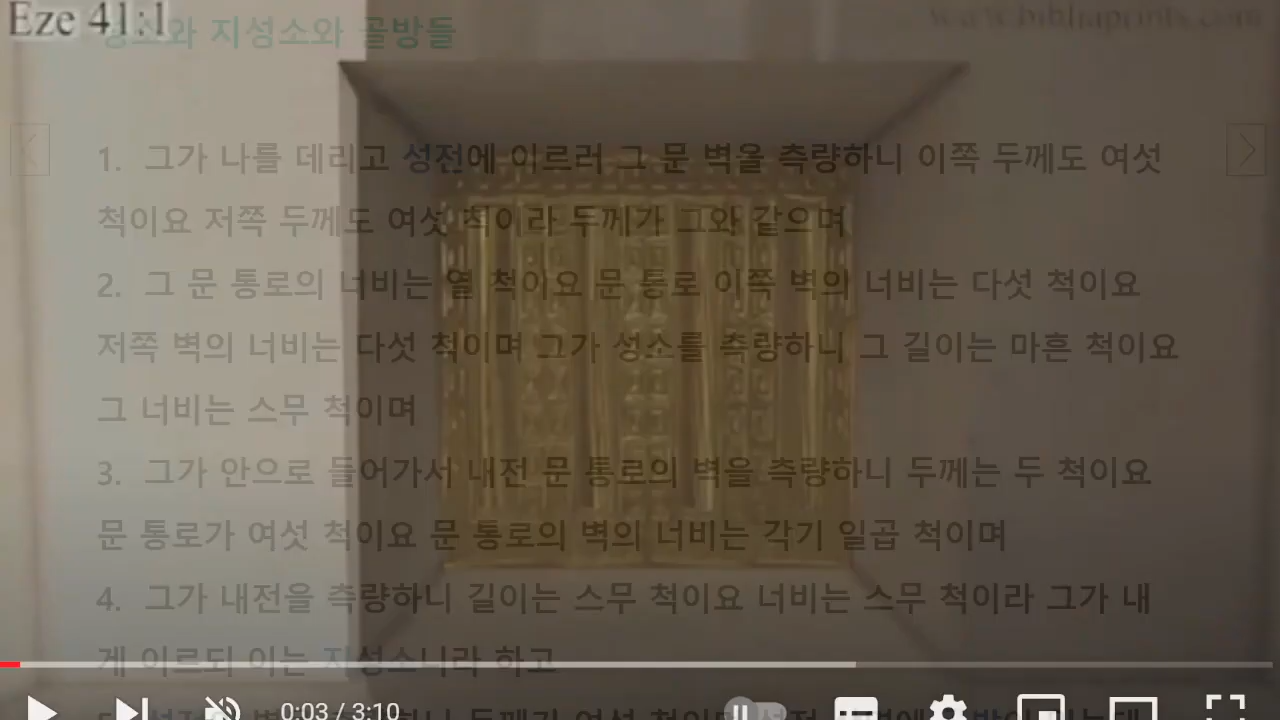 Eze 41:1
www.bibliaprints.com
성소와 지성소와 골방들
1. 그가 나를 데리고 성전에 이르러 그 문 벽을 측량하니 이쪽 두께도 여섯
척이요 저쪽 두께도 여섯 척이라 두께가 그와 같으며
2. 그 문 통로의 너비는 열 척이요 문 통로 이쪽 벽의 너비는 다섯 척이요
저쪽 벽의 너비는 다섯 척이며 그가 성소를 측량하니 그 길이는 마흔 척이요
그 너비는 스무 척이며
3. 그가 안으로 들어가서 내전 문 통로의 벽을 측량하니 두께는 두 척이요
문 통로가 여섯 척이요 문 통로의 벽의 너비는 각기 일곱 척이며
4. 그가 내전을 측량하니 길이는 스무 척이요 너비는 스무 척이라 그가 내
게 이르되 이는 지성소니라 하고
0:03 / 3:10